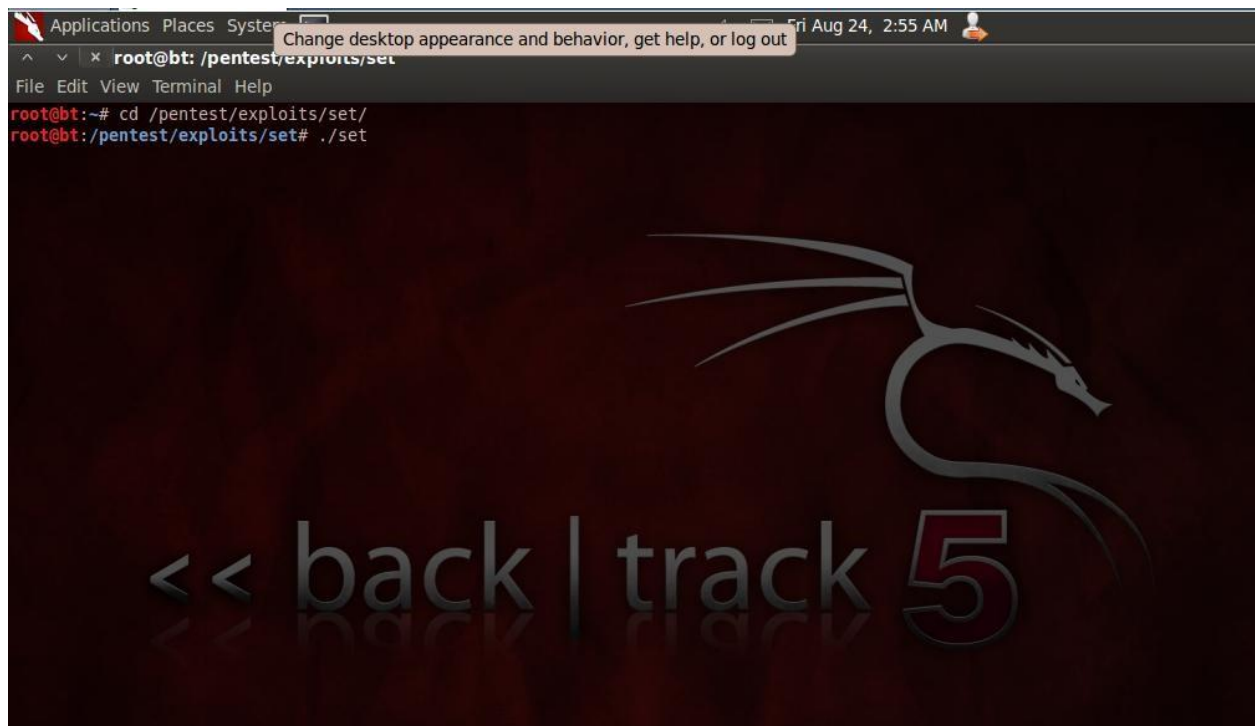 Applications Places System Fri Aug 24, 2:55 AM
Change desktop appearance and behavior, get help, or log out
root@bt: /pentest/exploits/set
File Edit View Terminal Help
root@bt:~# cd /pentest/exploits/set/
root@bt:/pentest/exploits/set# ./set
<< back | track 5